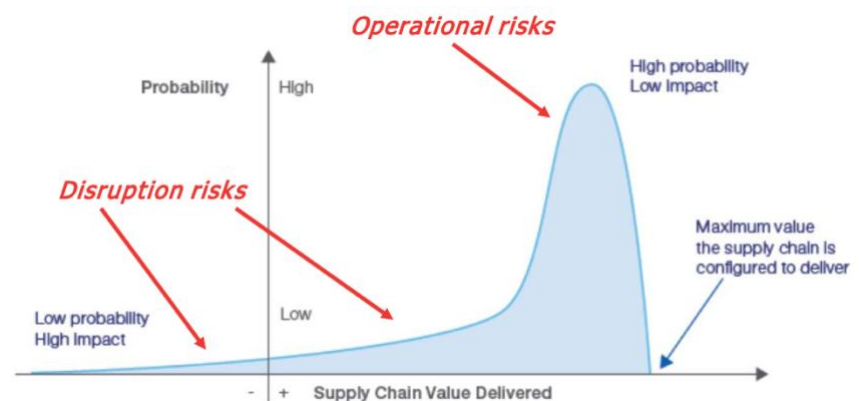 Operational risks
High probability
Low impact
Probability
High
Disruption risks
Maximum value
the supply chain is
configured to deliver
Low probability
High impact
Low
- + Supply Chain Value Delivered